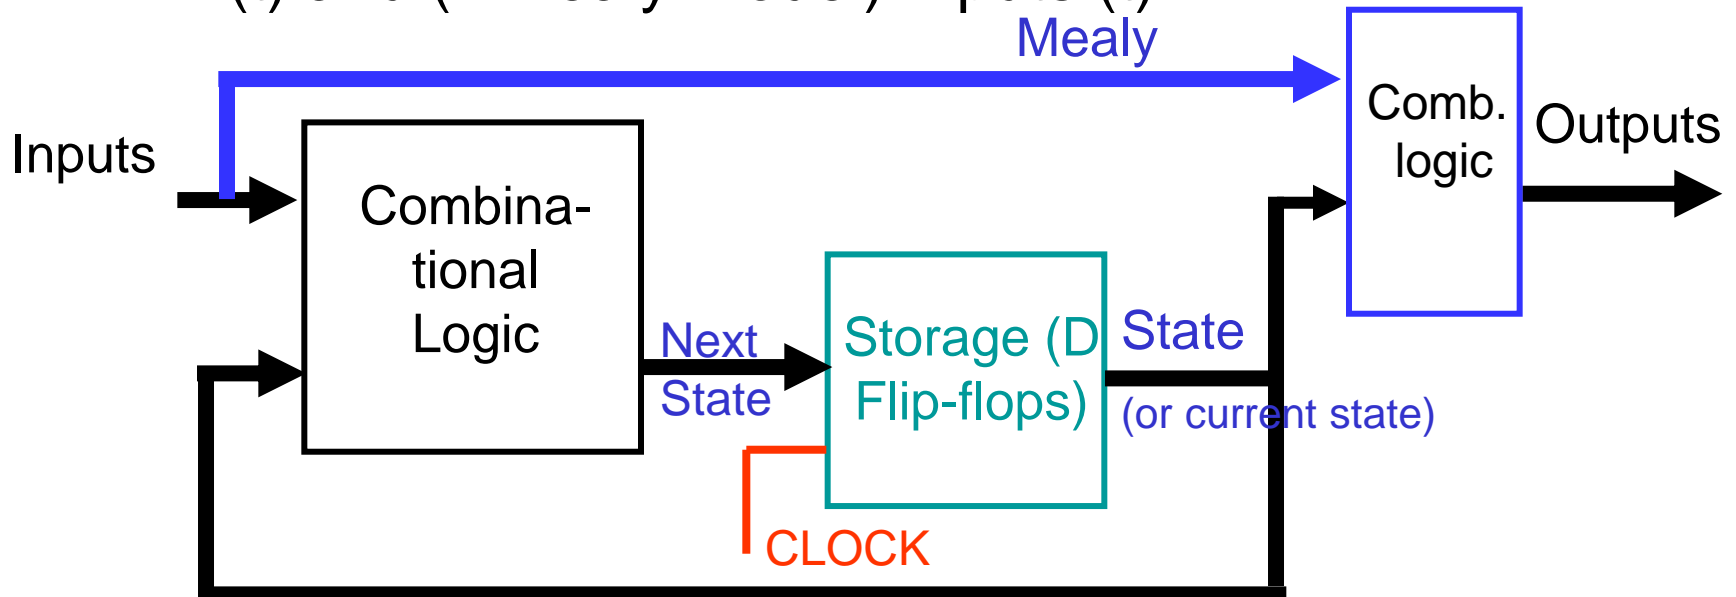 Mealy
Inputs
Combina-
tional
Logic
Next
State
Storage (D
Flip-flops)
CLOCK
State
(or current state)
Comb.
logic
Outputs